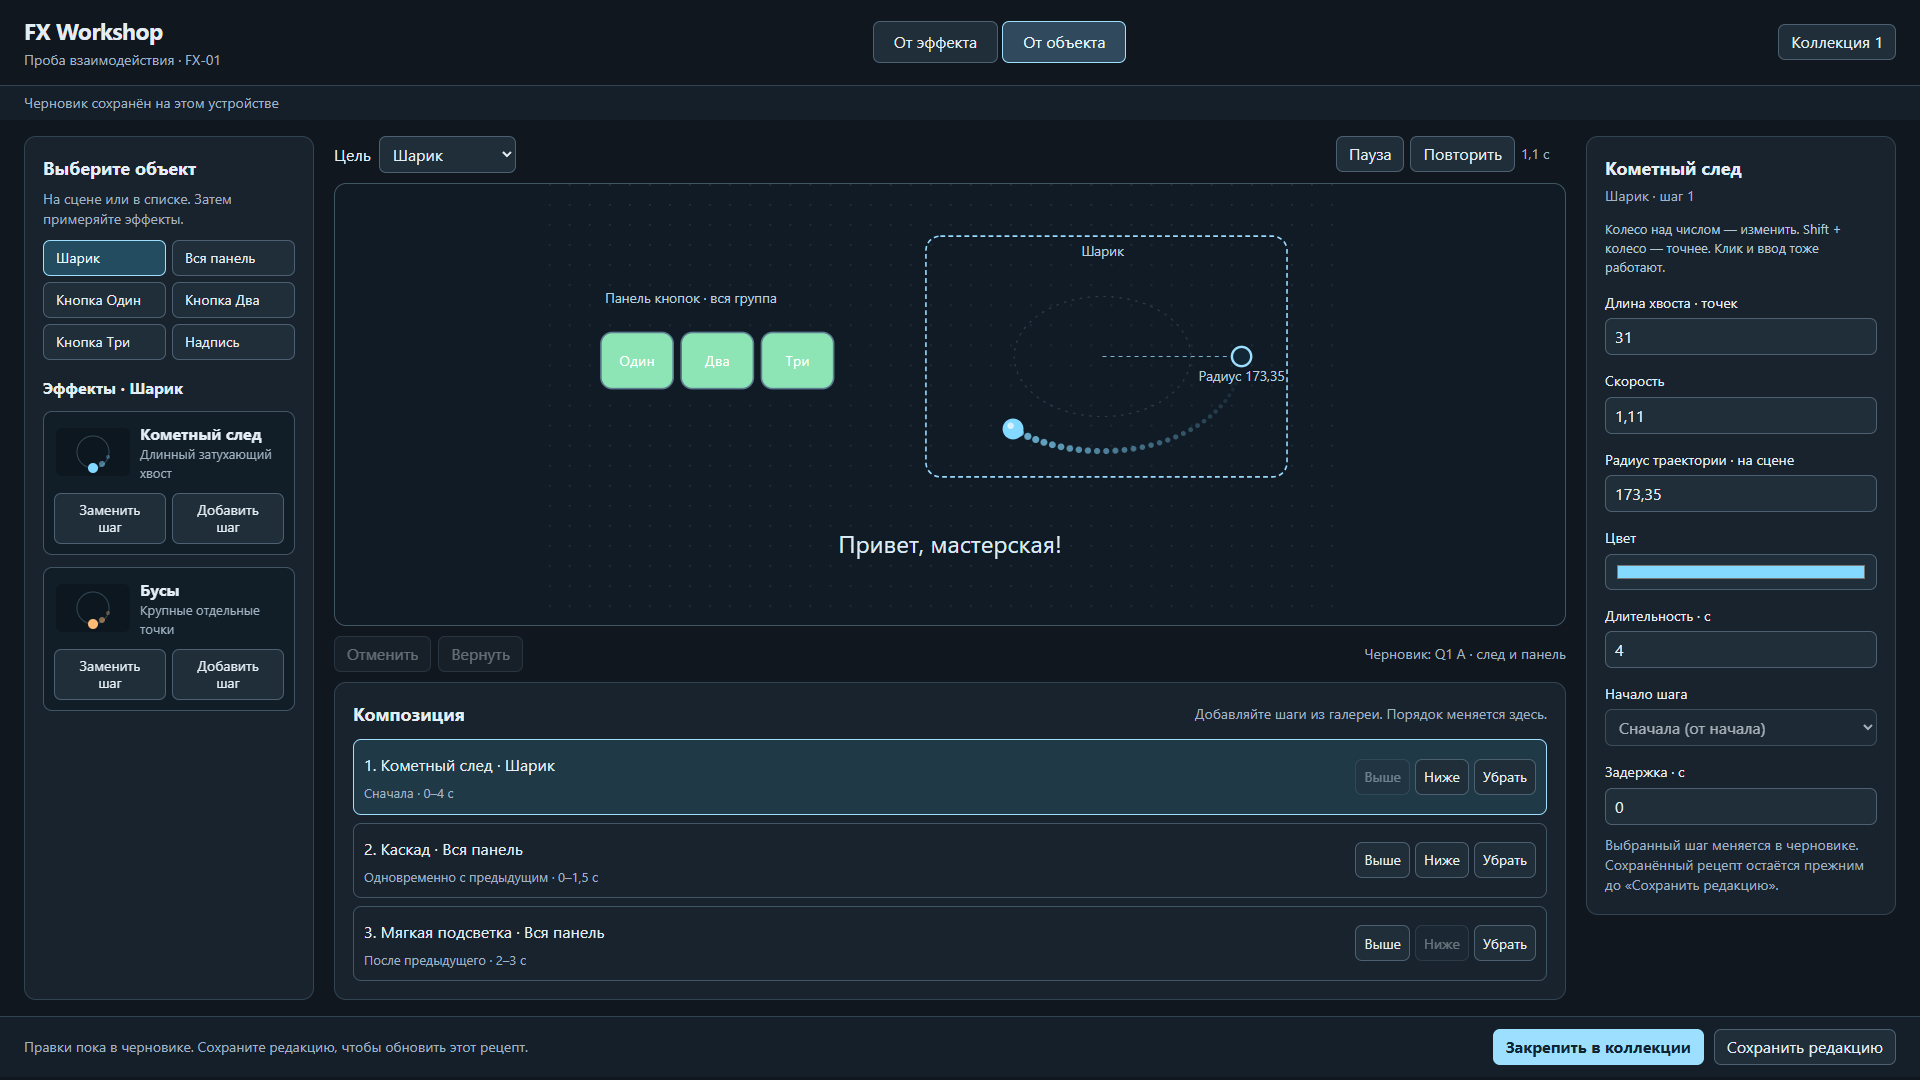 FX Workshop
Проба взаимодействия · FX-01
От эффекта
От объекта
Коллекция 1
Черновик сохранён на этом устройстве
Выберите объект
На сцене или в списке. Затем
примеряйте эффекты.
Шарик
Вся панель
Кнопка Один
Кнопка Два
Кнопка Три
Надпись
Эффекты · Шарик
Кометный след
Длинный затухающий
хвост
Заменить
шаг
Добавить
шаг
Бусы
Крупные отдельные
точки
Заменить
шаг
Добавить
шаг
Цель
Шарик
Пауза
Повторить
1,1 с
Шарик
Панель кнопок · вся группа
Один
Два
Три
Радиус 173,35
Привет, мастерская!
Отменить
Вернуть
Черновик: Q1 A · след и панель
Композиция
Добавляйте шаги из галереи. Порядок меняется здесь.
1. Кометный след · Шарик
Сначала · 0–4 с
Выше
Ниже
Убрать
2. Каскад · Вся панель
Одновременно с предыдущим · 0–1,5 с
Выше
Ниже
Убрать
3. Мягкая подсветка · Вся панель
После предыдущего · 2–3 с
Выше
Ниже
Убрать
Кометный след
Шарик · шаг 1
Колесо над числом — изменить. Shift +
колесо — точнее. Клик и ввод тоже
работают.
Длина хвоста · точек
31
Скорость
1,11
Радиус траектории · на сцене
173,35
Цвет
Длительность · с
4
Начало шага
Сначала (от начала)
Задержка · с
0
Выбранный шаг меняется в черновике.
Сохранённый рецепт остаётся прежним
до «Сохранить редакцию».
Правки пока в черновике. Сохраните редакцию, чтобы обновить этот рецепт.
Закрепить в коллекции
Сохранить редакцию